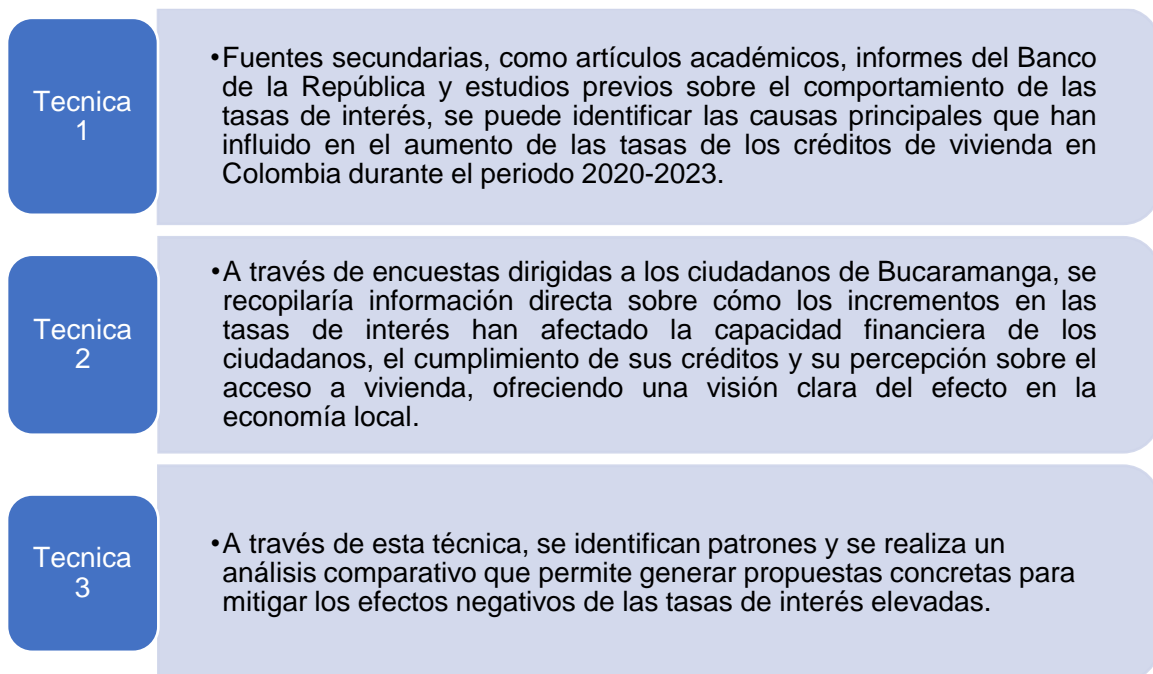 Tecnica
1
•Fuentes secundarias, como artículos académicos, informes del Banco
de la República y estudios previos sobre el comportamiento de las
tasas de interés, se puede identificar las causas principales que han
influido en el aumento de las tasas de los créditos de vivienda en
Colombia durante el periodo 2020-2023.
Tecnica
2
•A través de encuestas dirigidas a los ciudadanos de Bucaramanga, se
recopilaría información directa sobre cómo los incrementos en las
tasas de interés han afectado la capacidad financiera de los
ciudadanos, el cumplimiento de sus créditos y su percepción sobre el
acceso a vivienda, ofreciendo una visión clara del efecto en la
economía local.
Tecnica
3
•A través de esta técnica, se identifican patrones y se realiza un
análisis comparativo que permite generar propuestas concretas para
mitigar los efectos negativos de las tasas de interés elevadas.